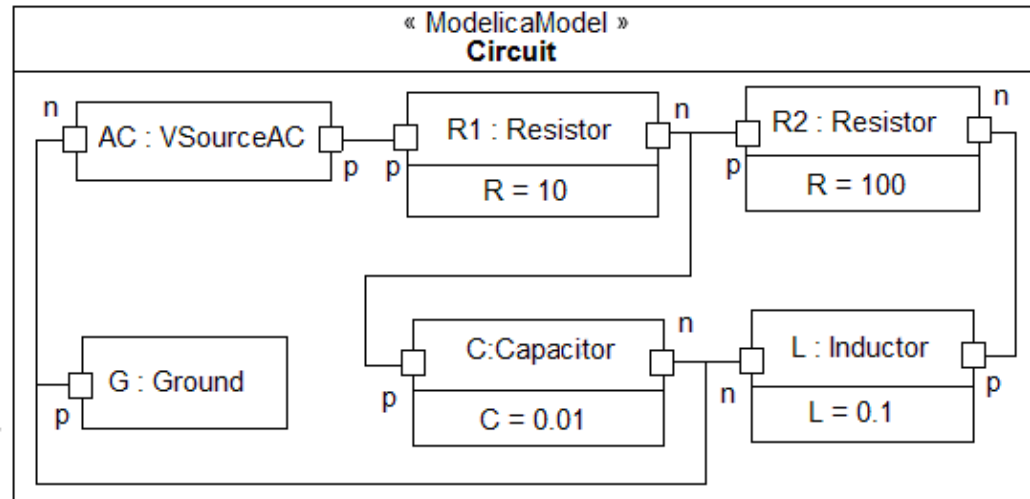 « ModelicaModel »
Circuit
n
AC : VSourceAC
p
p
R1 : Resistor
n
R = 10
p
R2 : Resistor
n
R = 100
G : Ground
p
C:Capacitor
n
p
C = 0.01
L : Inductor
n
p
L = 0.1